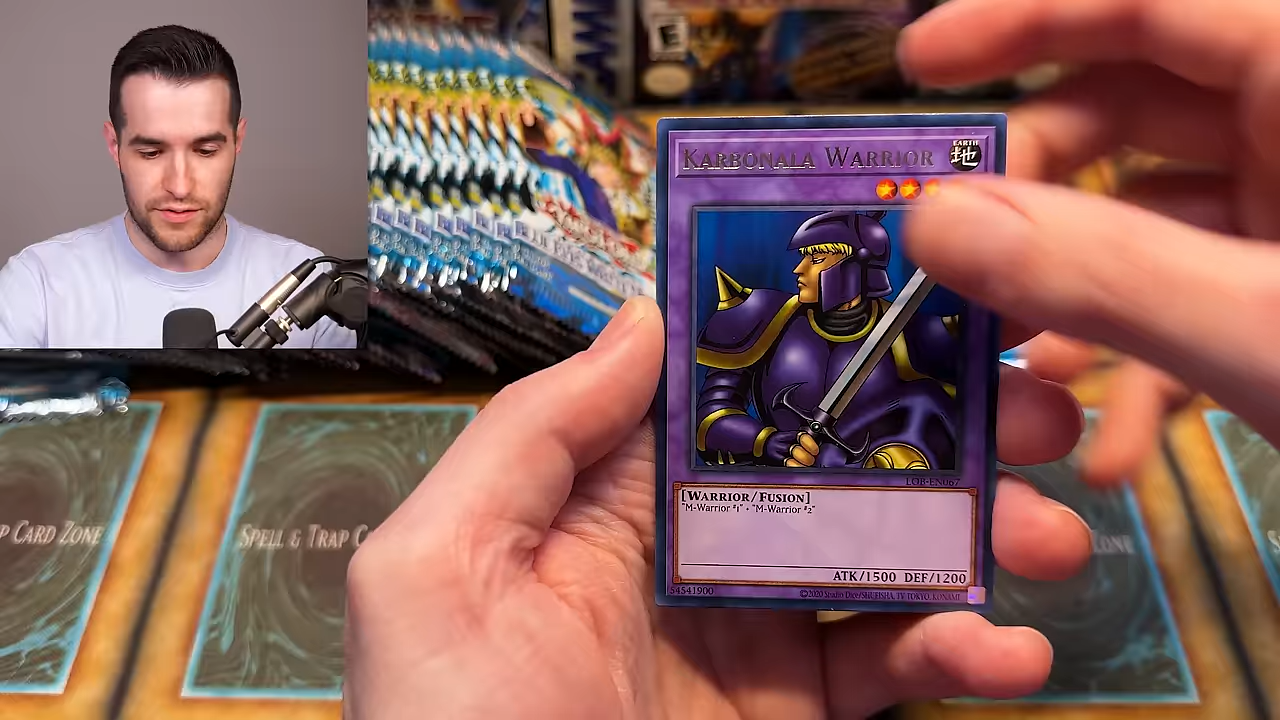 E
KARBONALA WARRIOR
EARTH
地
LOB-EN067
[WARRIOR/FUSION]
"M-Warrior #1" • "M-Warrior #2"
ATK/1500 DEF/1200
54541900
©2020 Studio Dice/SHUEISHA, TV TOKYO, KONAMI
P CARD ZONE
SPELL & TRAP C
ZONE
S